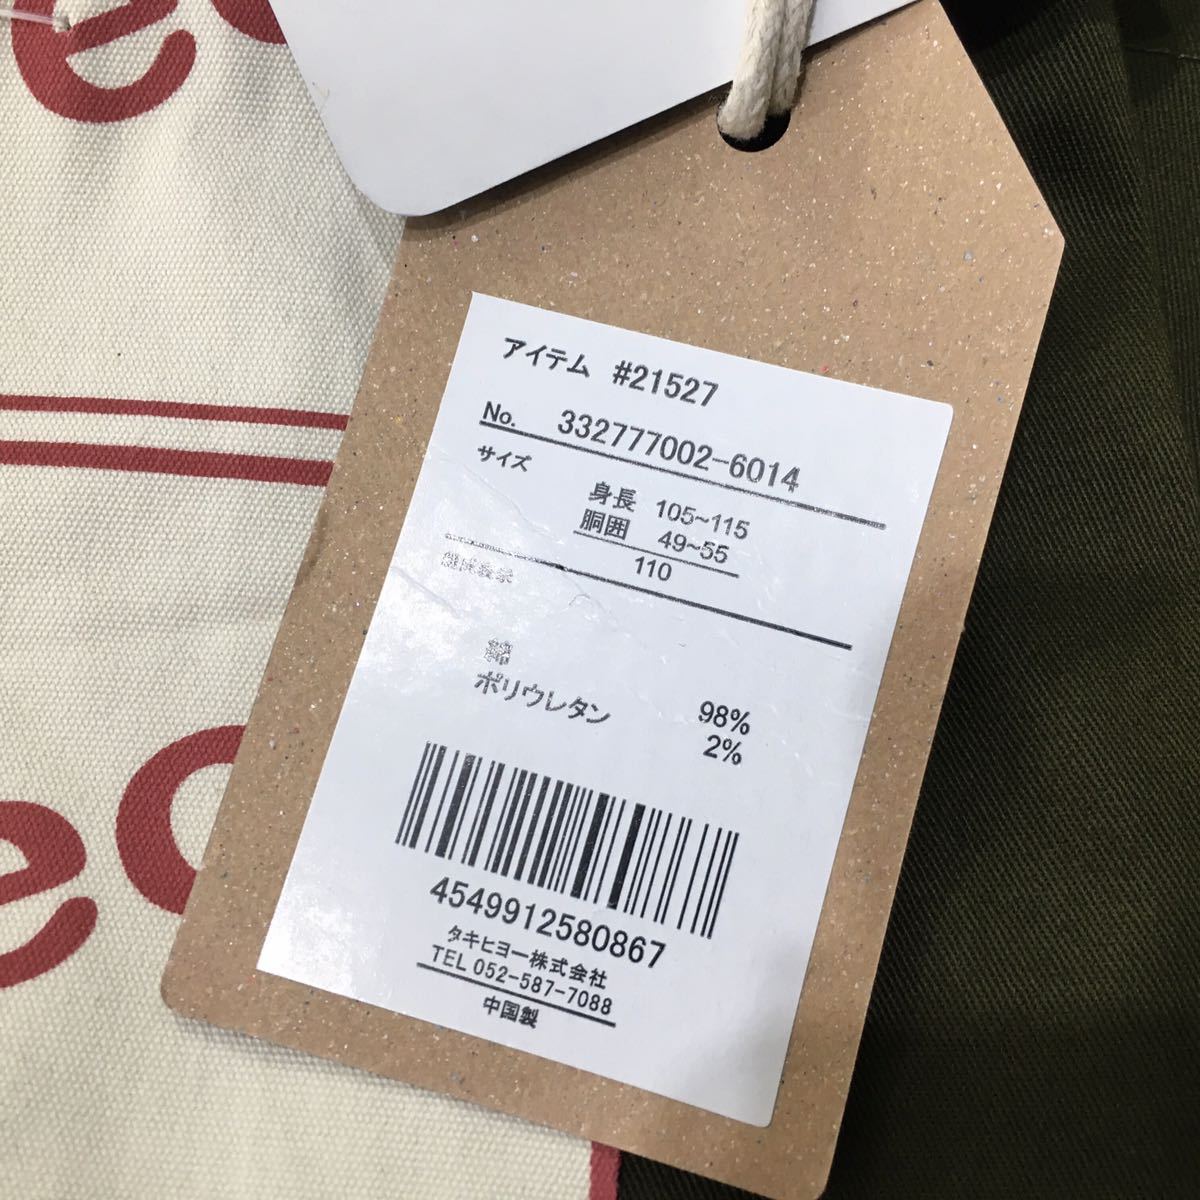 アイテム #21527
No. 332777002-6014
サイズ
身長 105~115
胴囲 49~55
110
綿 98%
ポリウレタン 2%
4549912580867
タキヒヨー株式会社
TEL 052-587-7088
中国製